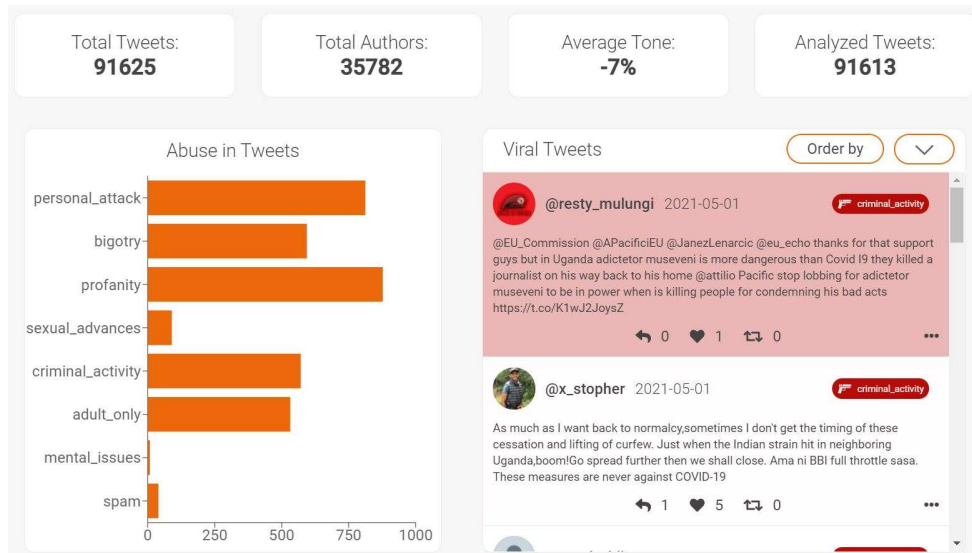 Total Tweets:
91625
Total Authors:
35782
Average Tone:
-7%
Analyzed Tweets:
91613
Abuse in Tweets
personal_attack
bigotry
profanity
sexual_advances
criminal_activity
adult_only
mental_issues
spam
0 250 500 750 1000
Viral Tweets
Order by
@resty_mulungi 2021-05-01
criminal_activity
@EU_Commission @APacificiEU @JanezLenarcic @eu_echo thanks for that support
guys but in Uganda adictetor museveni is more dangerous than Covid I9 they killed a
journalist on his way back to his home @attilio Pacific stop lobbing for adictetor
museveni to be in power when is killing people for condemning his bad acts
https://t.co/K1wJ2JoysZ
0 1 0
@x_stopher 2021-05-01
criminal_activity
As much as I want back to normalcy,sometimes I don't get the timing of these
cessation and lifting of curfew. Just when the Indian strain hit in neighboring
Uganda,boom!Go spread further then we shall close. Ama ni BBI full throttle sasa.
These measures are never against COVID-19
1 5 0